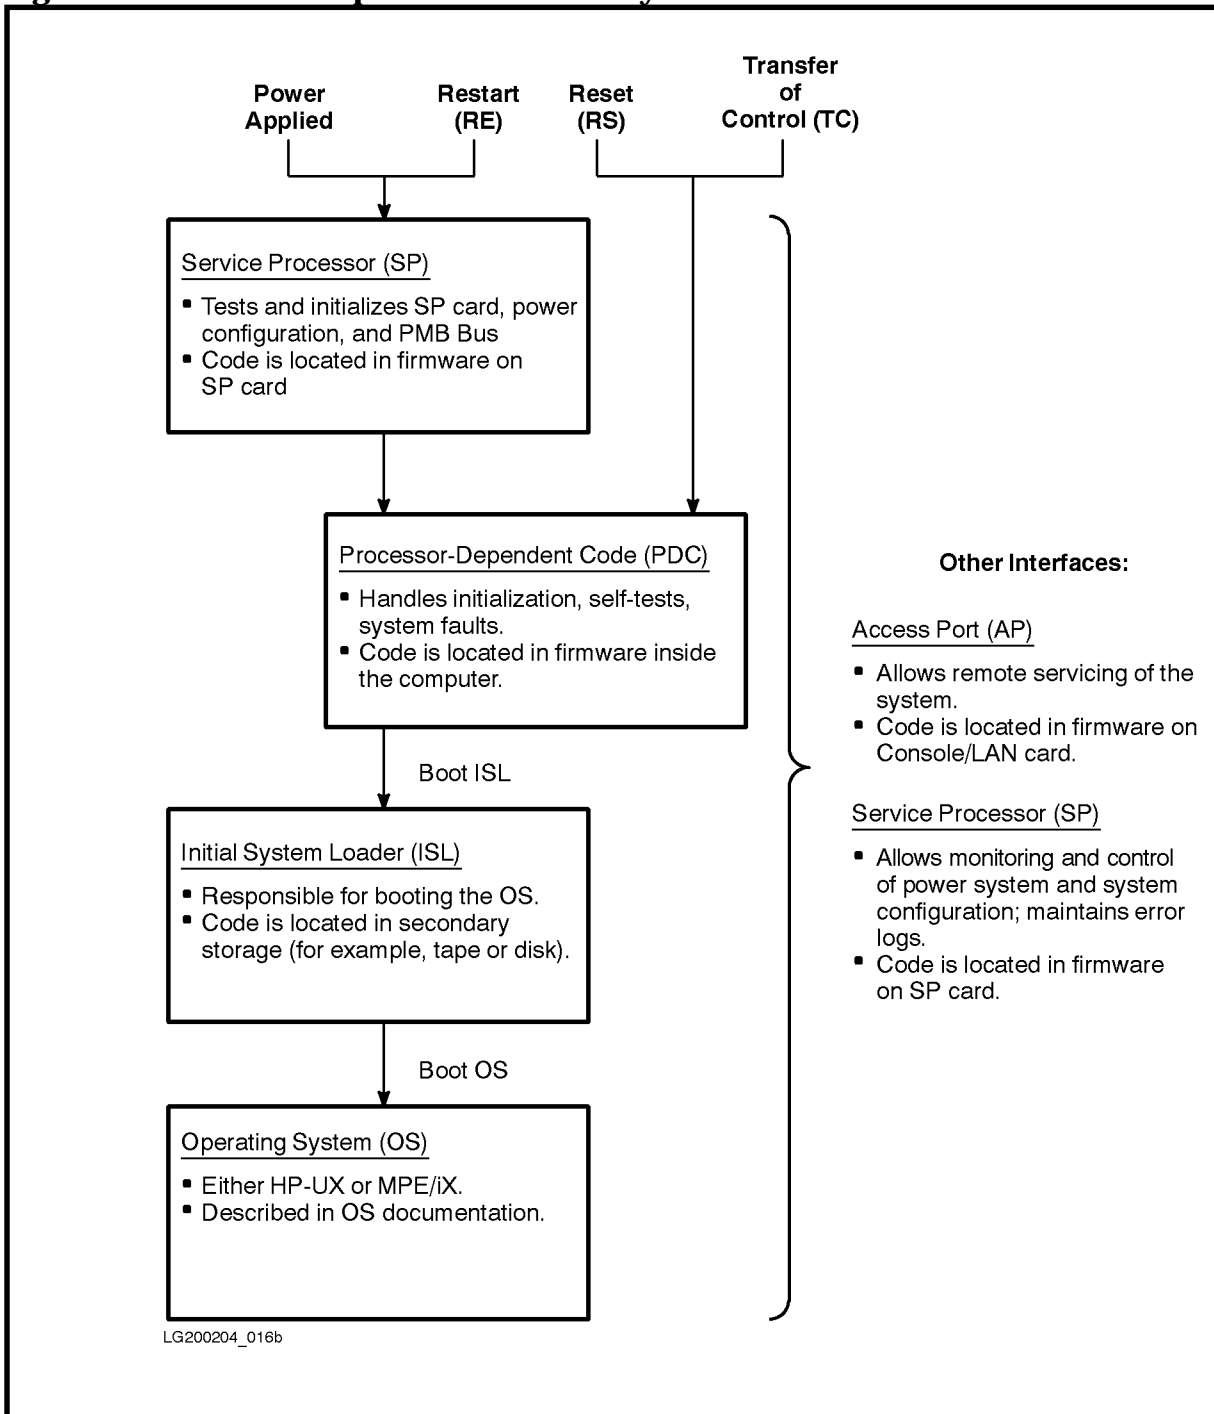 Power
Applied
Restart
(RE)
Reset
(RS)
Transfer
of
Control (TC)
Service Processor (SP)
▪ Tests and initializes SP card, power
configuration, and PMB Bus
▪ Code is located in firmware on
SP card
Processor-Dependent Code (PDC)
▪ Handles initialization, self-tests,
system faults.
▪ Code is located in firmware inside
the computer.
Boot ISL
Initial System Loader (ISL)
▪ Responsible for booting the OS.
▪ Code is located in secondary
storage (for example, tape or disk).
Boot OS
Operating System (OS)
▪ Either HP-UX or MPE/iX.
▪ Described in OS documentation.
LG200204_016b
Other Interfaces:
Access Port (AP)
▪ Allows remote servicing of the
system.
▪ Code is located in firmware on
Console/LAN card.
Service Processor (SP)
▪ Allows monitoring and control
of power system and system
configuration; maintains error
logs.
▪ Code is located in firmware
on SP card.